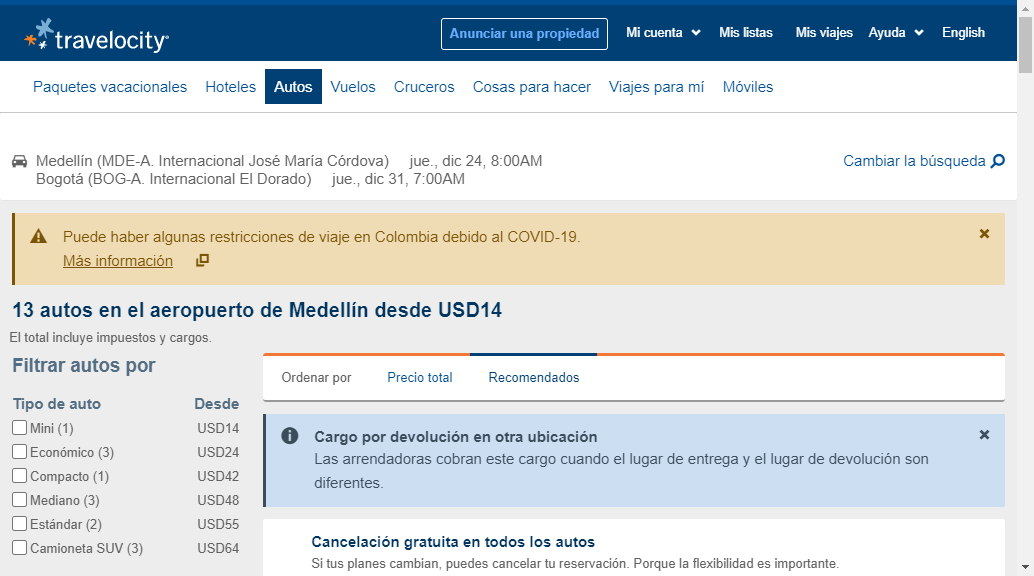 travelocity
Anunciar una propiedad
Mi cuenta
Mis listas
Mis viajes
Ayuda
English
Paquetes vacacionales
Hoteles
Autos
Vuelos
Cruceros
Cosas para hacer
Viajes para mí
Móviles
Medellín (MDE-A. Internacional José María Córdova) jue., dic 24, 8:00AM
Bogotá (BOG-A. Internacional El Dorado) jue., dic 31, 7:00AM
Cambiar la búsqueda
Puede haber algunas restricciones de viaje en Colombia debido al COVID-19.
Más información
13 autos en el aeropuerto de Medellín desde USD14
El total incluye impuestos y cargos.
Filtrar autos por
Tipo de auto Desde
Mini (1) USD14
Económico (3) USD24
Compacto (1) USD42
Mediano (3) USD48
Estándar (2) USD55
Camioneta SUV (3) USD64
Ordenar por
Precio total
Recomendados
Cargo por devolución en otra ubicación
Las arrendadoras cobran este cargo cuando el lugar de entrega y el lugar de devolución son
diferentes.
Cancelación gratuita en todos los autos
Si tus planes cambian, puedes cancelar tu reservación. Porque la flexibilidad es importante.